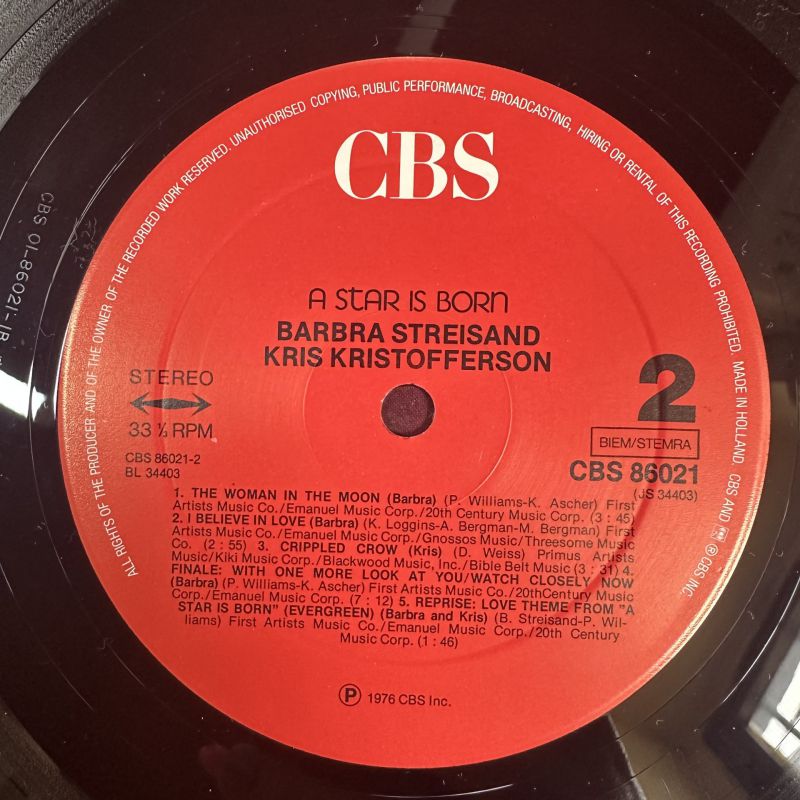 ALL RIGHTS OF THE PRODUCER AND OF THE OWNER OF THE RECORDED WORK RESERVED. UNAUTHORISED COPYING, PUBLIC PERFORMANCE, BROADCASTING, HIRING OR RENTAL OF THIS RECORDING PROHIBITED. MADE IN HOLLAND. CBS AND ® CBS INC.
CBS
A STAR IS BORN
BARBRA STREISAND
KRIS KRISTOFFERSON
STEREO
33 ⅓ RPM
CBS 86021-2
BL 34403
2
BIEM/STEMRA
CBS 86021
(JS 34403)
1. THE WOMAN IN THE MOON (Barbra) (P. Williams-K. Ascher) First
Artists Music Co./Emanuel Music Corp./20th Century Music Corp. (3 : 45)
2. I BELIEVE IN LOVE (Barbra) (K. Loggins-A. Bergman-M. Bergman) First
Artists Music Co./Emanuel Music Corp./Gnossos Music/Threesome Music
Co. (2 : 55) 3. CRIPPLED CROW (Kris) (D. Weiss) Primus Artists
Music/Kiki Music Corp./Blackwood Music, Inc./Bible Belt Music (3 : 31) 4.
FINALE: WITH ONE MORE LOOK AT YOU/WATCH CLOSELY NOW
(Barbra) (P. Williams-K. Ascher) First Artists Music Co./20thCentury Music
Corp./Emanuel Music Corp. (7 : 12) 5. REPRISE: LOVE THEME FROM "A
STAR IS BORN" (EVERGREEN) (Barbra and Kris) (B. Streisand-P. Wil-
liams) First Artists Music Co./Emanuel Music Corp./20th Century
Music Corp. (1 : 46)
℗ 1976 CBS Inc.
CBS 01-86021-1B